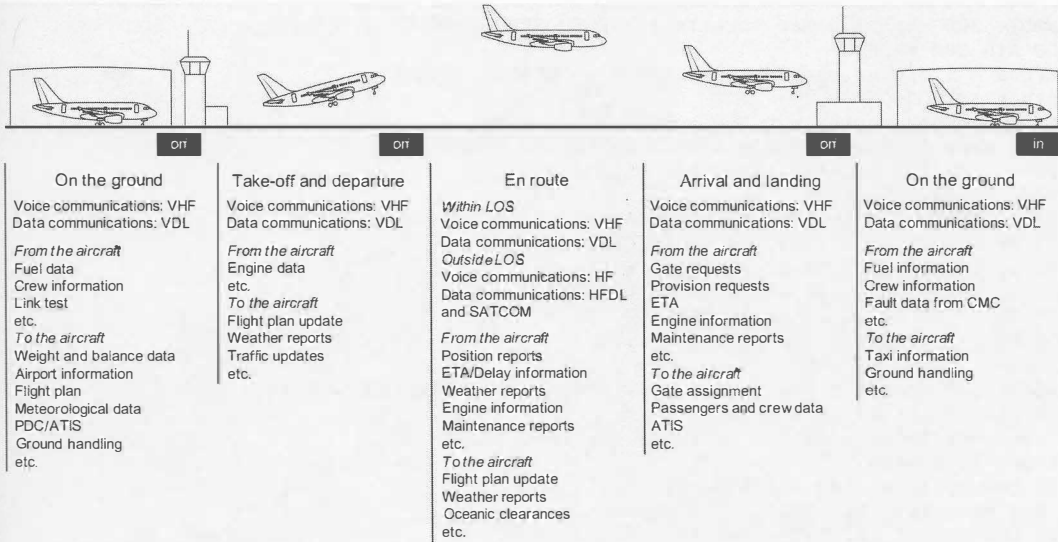 in
On the ground
Voice communications: VHF
Data communications: VDL
From the aircraft
Fuel data
Crew information
Link test
etc.
To the aircraft
Weight and balance data
Airport information
Flight plan
Meteorological data
PDC/ATIS
Ground handling
etc.
Take-off and departure
Voice communications: VHF
Data communications: VDL
From the aircraft
Engine data
etc.
To the aircraft
Flight plan update
Weather reports
Traffic updates
etc.
En route
Within LOS
Voice communications: VHF
Data communications: VDL
Outside LOS
Voice communications: HF
Data communications: HFDL
and SATCOM
From the aircraft
Position reports
ETA/Delay information
Weather reports
Engine information
Maintenance reports
etc.
To the aircraft
Flight plan update
Weather reports
Oceanic clearances
etc.
Arrival and landing
Voice communications: VHF
Data communications: VDL
From the aircraft
Gate requests
Provision requests
ETA
Engine information
Maintenance reports
etc.
To the aircraft
Gate assignment
Passengers and crew data
ATIS
etc.
On the ground
Voice communications: VHF
Data communications: VDL
From the aircraft
Fuel information
Crew information
Fault data from CMC
etc.
To the aircraft
Taxi information
Ground handling
etc.